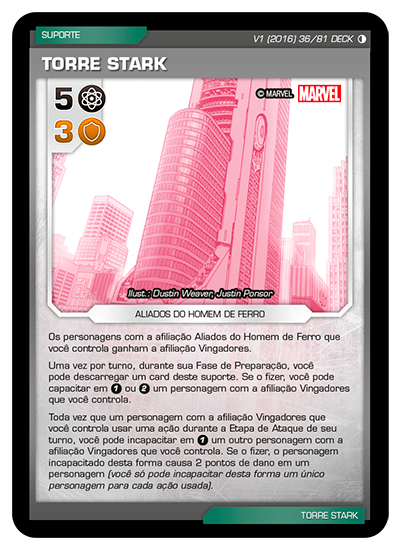 SUPORTE
V1 (2016) 36/81 DECK
TORRE STARK
5
3
© MARVEL MARVEL
Ilust.: Dustin Weaver, Justin Ponsor
ALIADOS DO HOMEM DE FERRO
Os personagens com a afiliação Aliados do Homem de Ferro que
você controla ganham a afiliação Vingadores.
Uma vez por turno, durante sua Fase de Preparação, você
pode descarregar um card deste suporte. Se o fizer, você pode
capacitar em 1 ou 2 um personagem com a afiliação Vingadores
que você controla.
Toda vez que um personagem com a afiliação Vingadores que
você controla usar uma ação durante a Etapa de Ataque de seu
turno, você pode incapacitar em 1 um outro personagem com a
afiliação Vingadores que você controla. Se o fizer, o personagem
incapacitado desta forma causa 2 pontos de dano em um
personagem (você só pode incapacitar desta forma um único
personagem para cada ação usada).
TORRE STARK